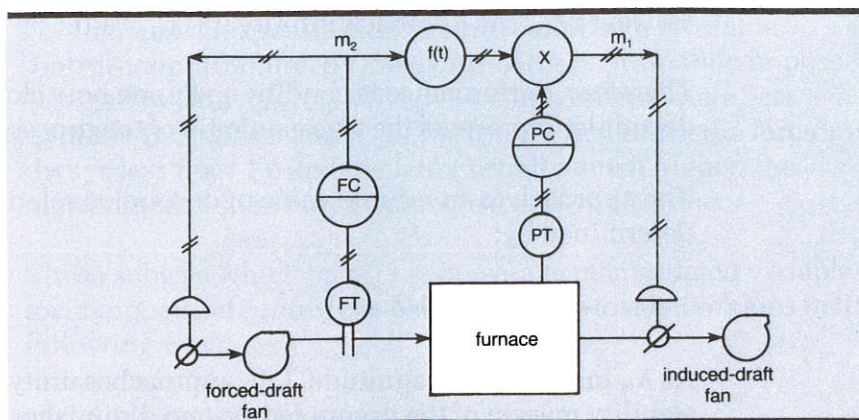 m2
f(t)
X
m1
FC
PC
PT
FT
furnace
forced-draft
fan
induced-draft
fan